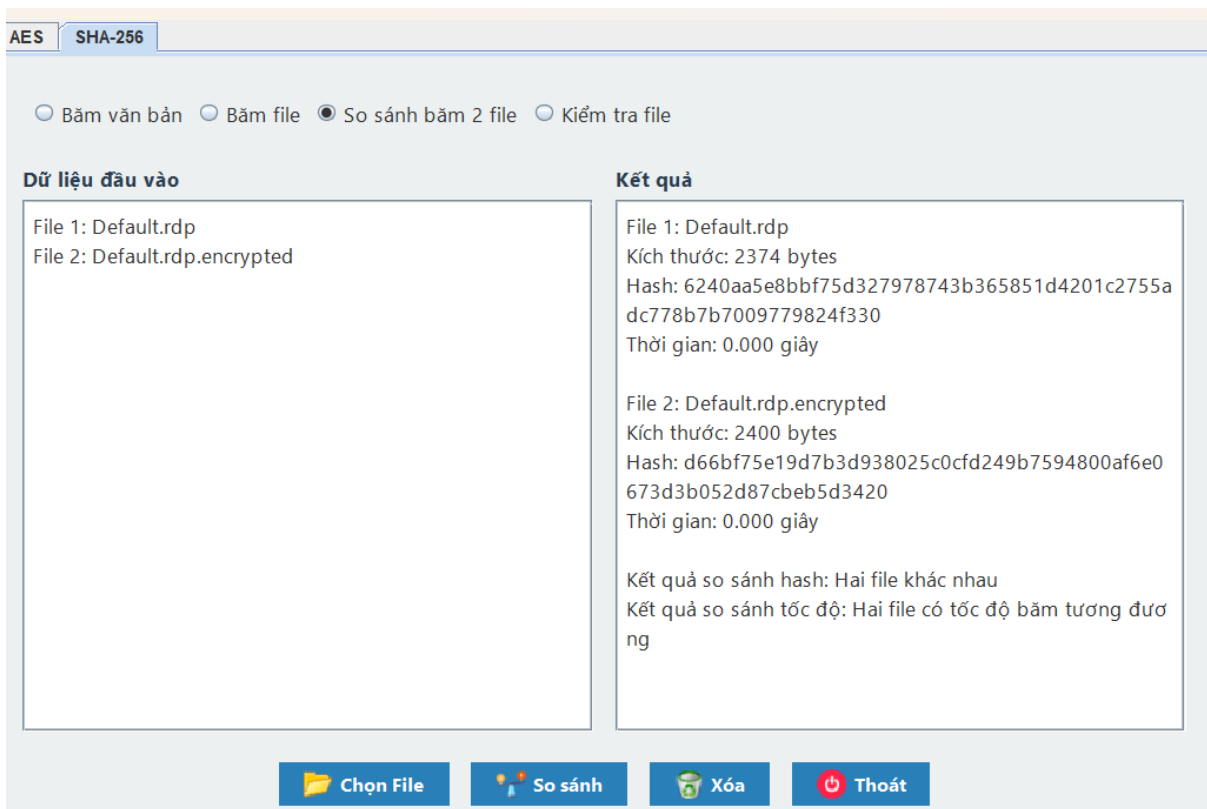 AES SHA-256
Băm văn bản Băm file So sánh băm 2 file Kiểm tra file
Dữ liệu đầu vào
File 1: Default.rdp
File 2: Default.rdp.encrypted
Kết quả
File 1: Default.rdp
Kích thước: 2374 bytes
Hash: 6240aa5e8bbf75d327978743b365851d4201c2755a
dc778b7b7009779824f330
Thời gian: 0.000 giây
File 2: Default.rdp.encrypted
Kích thước: 2400 bytes
Hash: d66bf75e19d7b3d938025c0cfd249b7594800af6e0
673d3b052d87cbeb5d3420
Thời gian: 0.000 giây
Kết quả so sánh hash: Hai file khác nhau
Kết quả so sánh tốc độ: Hai file có tốc độ băm tương đươ
ng
Chọn File So sánh Xóa Thoát